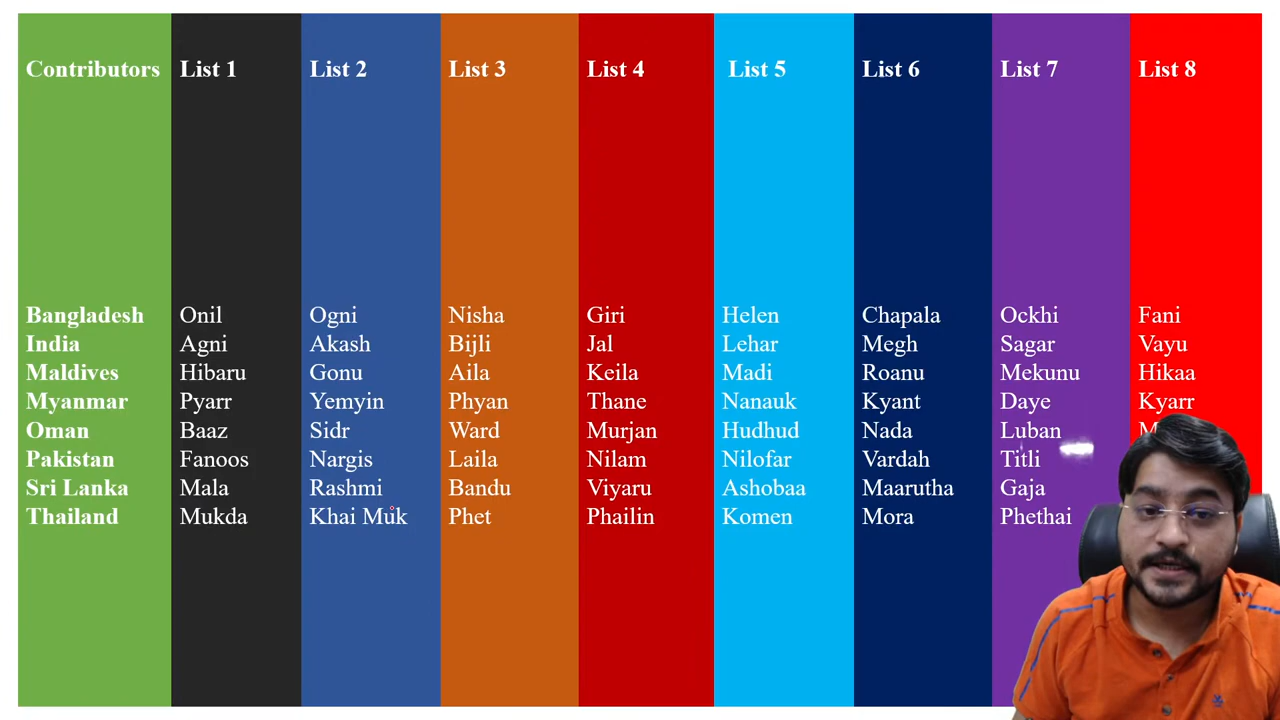 Contributors List 1 List 2 List 3 List 4 List 5 List 6 List 7 List 8
Bangladesh Onil Ogni Nisha Giri Helen Chapala Ockhi Fani
India Agni Akash Bijli Jal Lehar Megh Sagar Vayu
Maldives Hibaru Gonu Aila Keila Madi Roanu Mekunu Hikaa
Myanmar Pyarr Yemyin Phyan Thane Nanauk Kyant Daye Kyarr
Oman Baaz Sidr Ward Murjan Hudhud Nada Luban
Pakistan Fanoos Nargis Laila Nilam Nilofar Vardah Titli
Sri Lanka Mala Rashmi Bandu Viyaru Ashobaa Maarutha Gaja
Thailand Mukda Khai Muk Phet Phailin Komen Mora Phethai